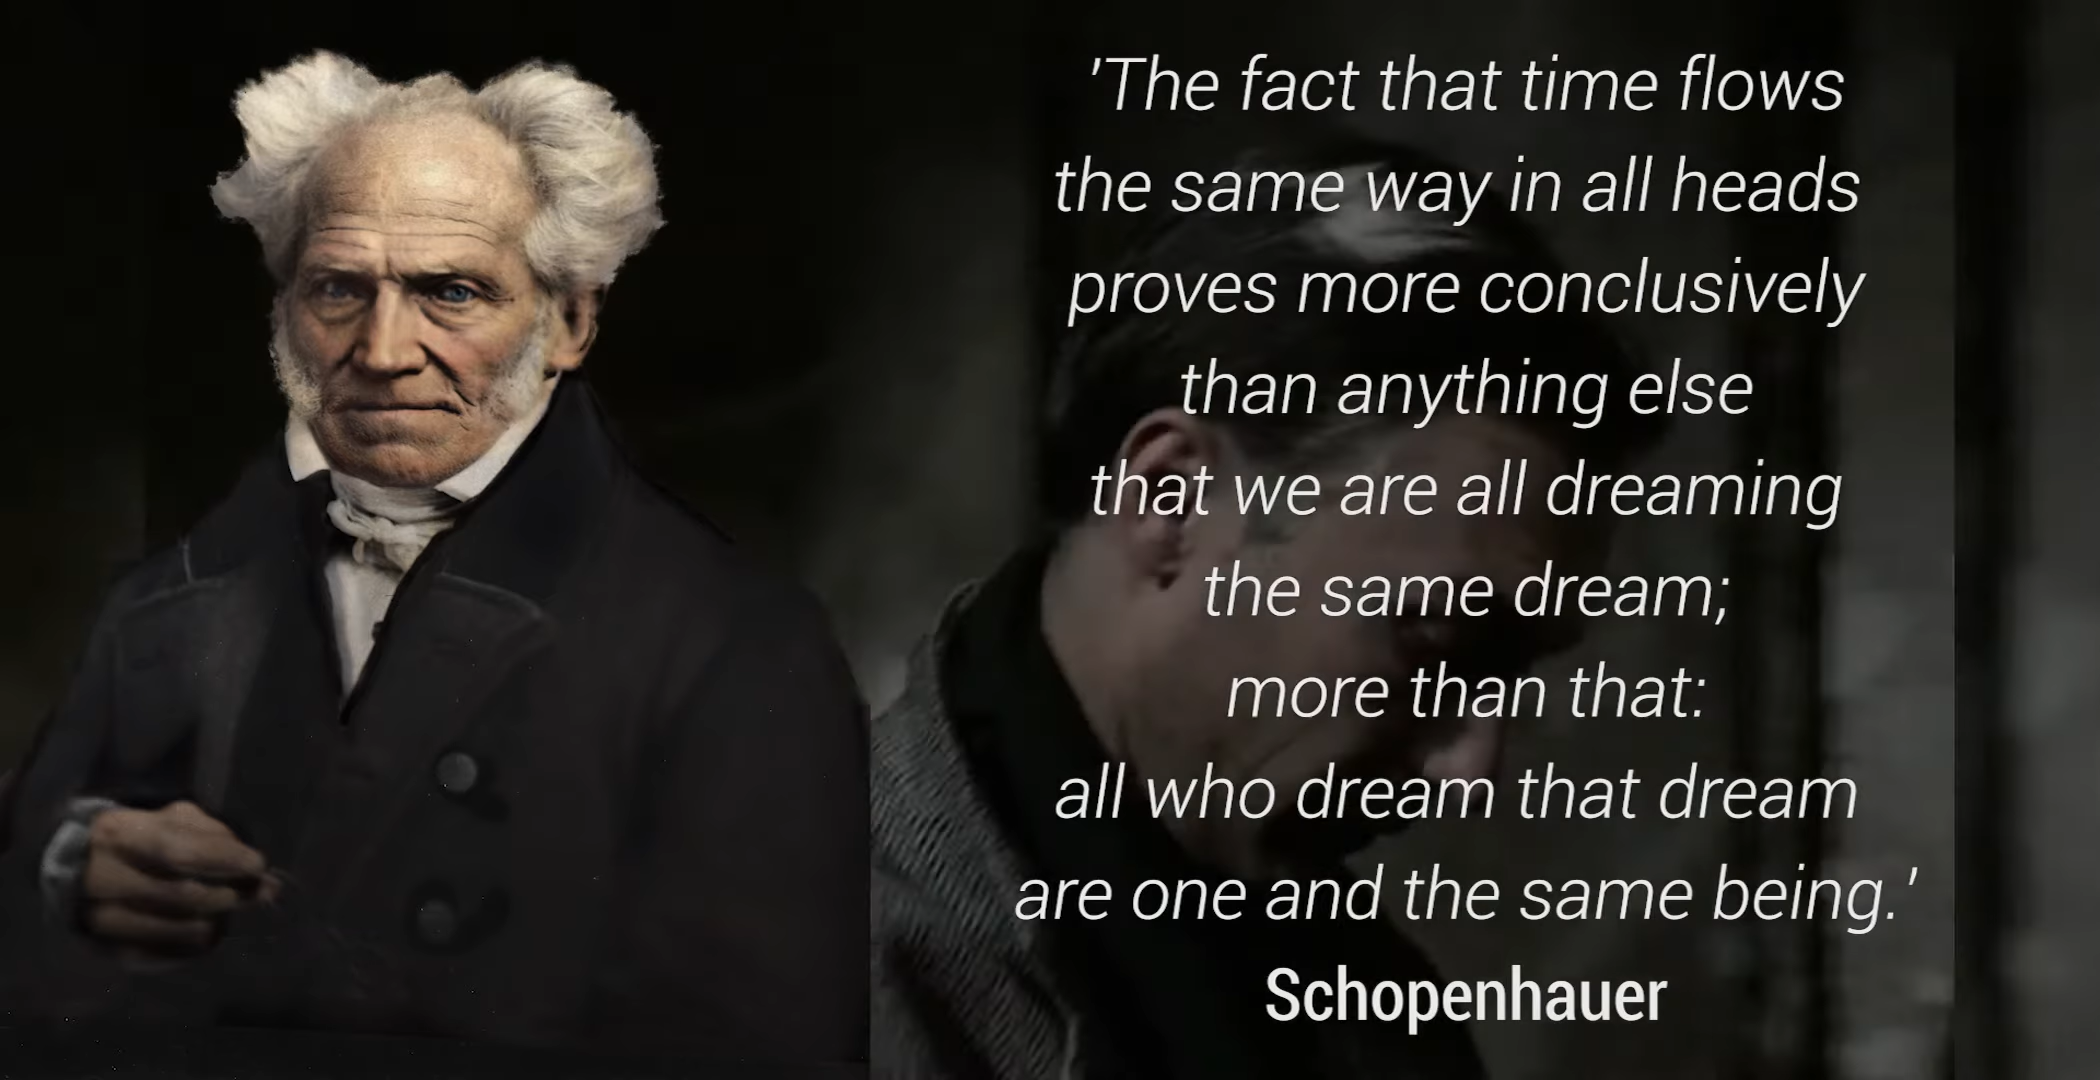 'The fact that time flows
the same way in all heads
proves more conclusively
than anything else
that we are all dreaming
the same dream;
more than that:
all who dream that dream
are one and the same being.'
Schopenhauer